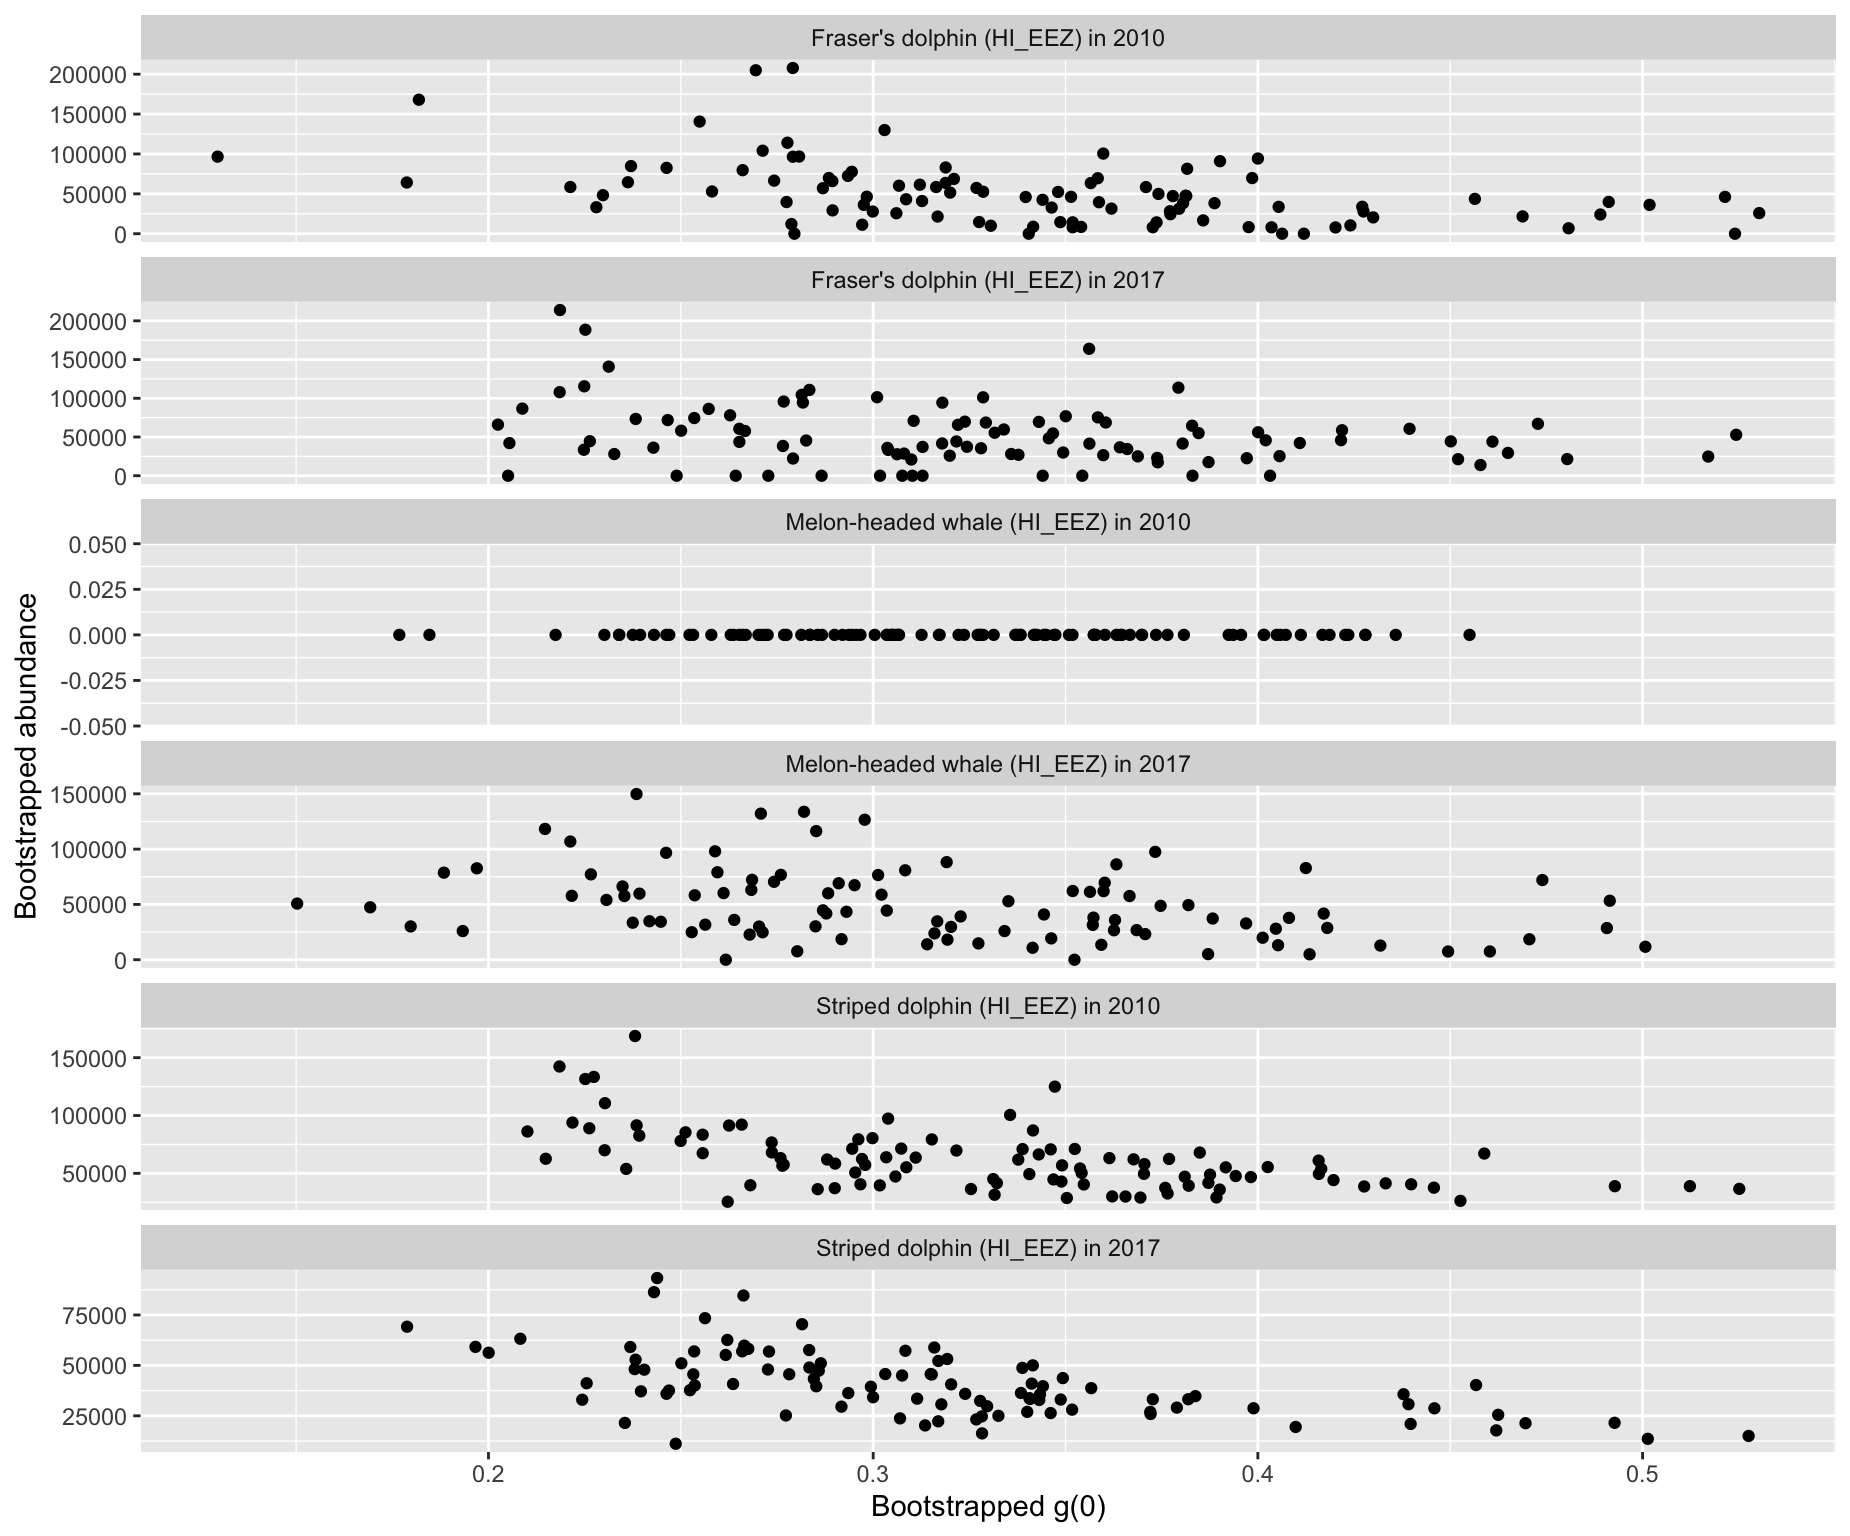 Fraser's dolphin (HI_EEZ) in 2010
200000
150000
100000
50000
0
Fraser's dolphin (HI_EEZ) in 2017
200000
150000
100000
50000
0
Melon-headed whale (HI_EEZ) in 2010
0.050
0.025
0.000
-0.025
-0.050
Bootstrapped abundance
Melon-headed whale (HI_EEZ) in 2017
150000
100000
50000
0
Striped dolphin (HI_EEZ) in 2010
150000
100000
50000
Striped dolphin (HI_EEZ) in 2017
75000
50000
25000
0.2 0.3 0.4 0.5
Bootstrapped g(0)